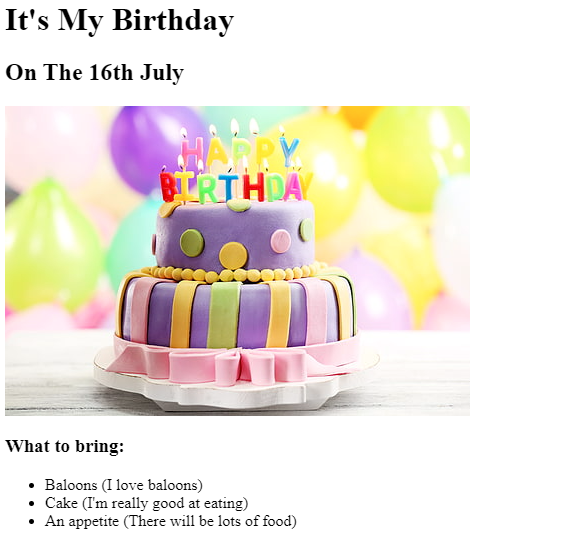 It's My Birthday
On The 16th July
HAPPY
BIRTHDAY
What to bring:
Baloons (I love baloons)
Cake (I'm really good at eating)
An appetite (There will be lots of food)